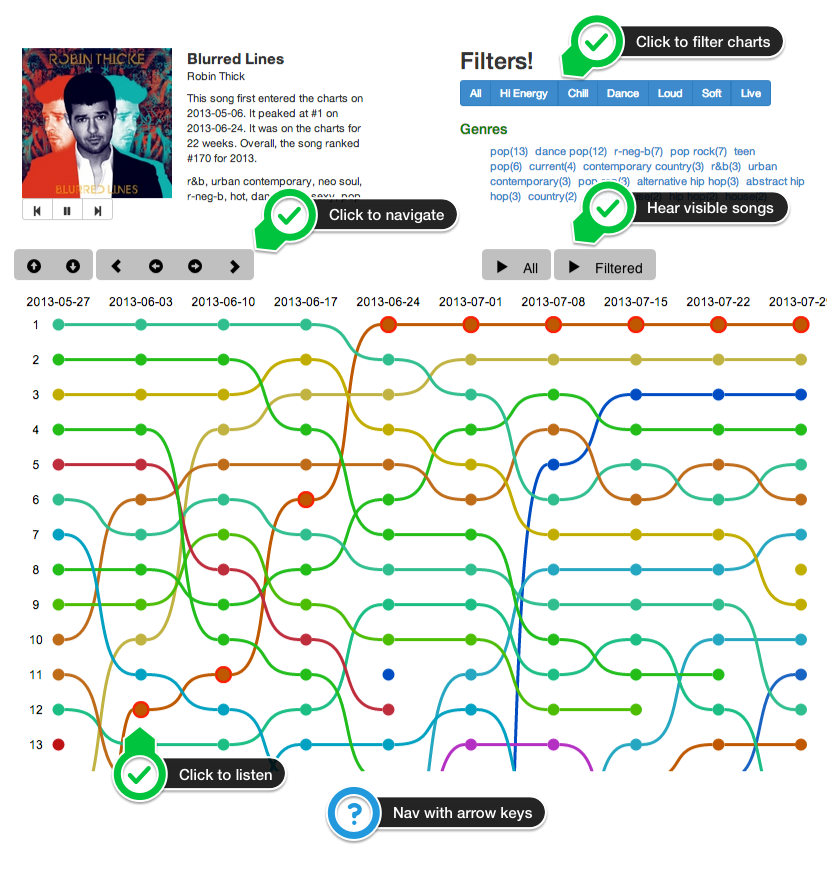 ROBIN THICKE
BLURRED LINES
Blurred Lines
Robin Thick
This song first entered the charts on
2013-05-06. It peaked at #1 on
2013-06-24. It was on the charts for
22 weeks. Overall, the song ranked
#170 for 2013.
r&b, urban contemporary, neo soul,
r-neg-b, hot, sexy, pop
Click to navigate
Click to filter charts
Filters!
All Hi Energy Chill Dance Loud Soft Live
Genres
pop(13) dance pop(12) r-neg-b(7) pop rock(7) teen
pop(6) current(4) contemporary country(3) r&b(3) urban
contemporary(3) alternative hip hop(3) abstract hip
hop(3) country(2) hip hop(2) house(2)
Hear visible songs
All Filtered
2013-05-27 2013-06-03 2013-06-10 2013-06-17 2013-06-24 2013-07-01 2013-07-08 2013-07-15 2013-07-22 2013-07-29
1
2
3
4
5
6
7
8
9
10
11
12
13
Click to listen
? Nav with arrow keys